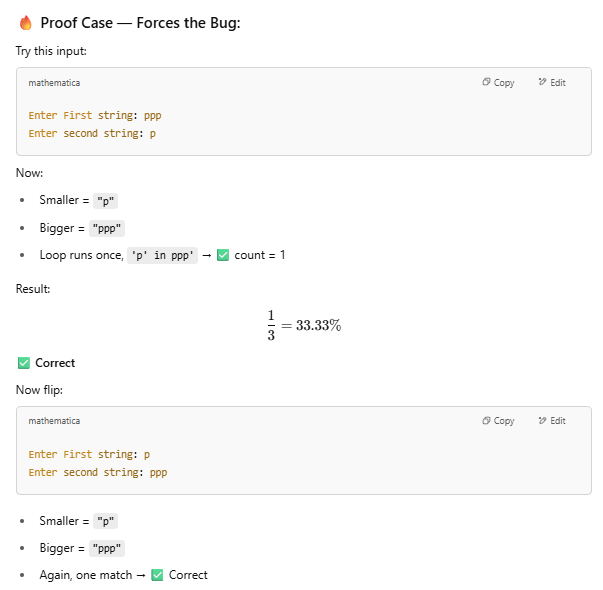 🔥 Proof Case — Forces the Bug:
Try this input:
mathematica
Copy
Edit
Enter First string: ppp
Enter second string: p
Now:
• Smaller = "p"
• Bigger = "ppp"
• Loop runs once, 'p' in ppp' → ✅ count = 1
Result:
1/3 = 33.33%
✅ Correct
Now flip:
mathematica
Copy
Edit
Enter First string: p
Enter second string: ppp
• Smaller = "p"
• Bigger = "ppp"
• Again, one match → ✅ Correct